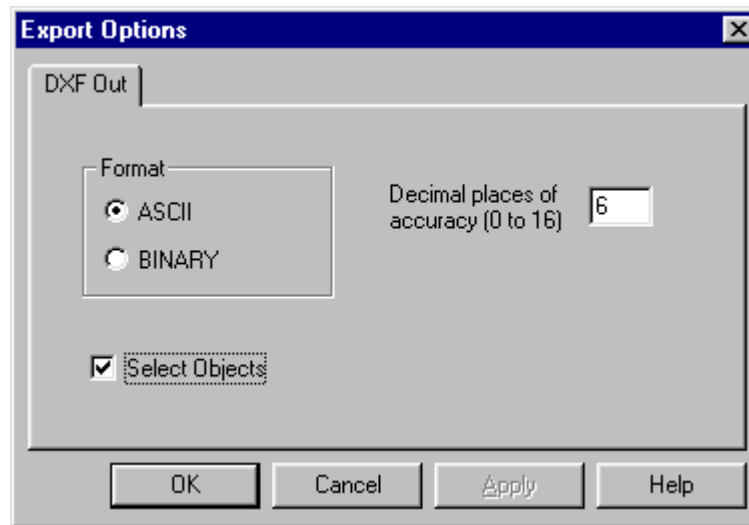 Export Options
DXF Out
Format
ASCII
BINARY
Decimal places of
accuracy (0 to 16)
6
Select Objects
OK
Cancel
Apply
Help